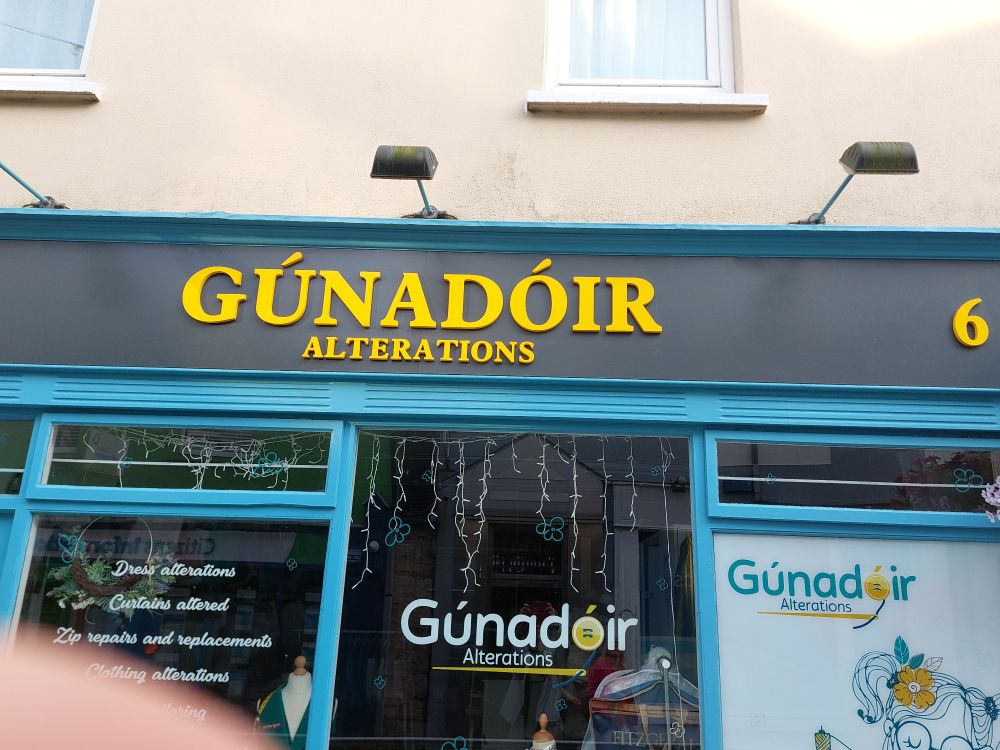 GÚNADÓIR
ALTERATIONS
6
Dress alterations
Curtains altered
Zip repairs and replacements
Clothing alterations
Gúnadóir
Alterations
Gúnadóir
Alterations